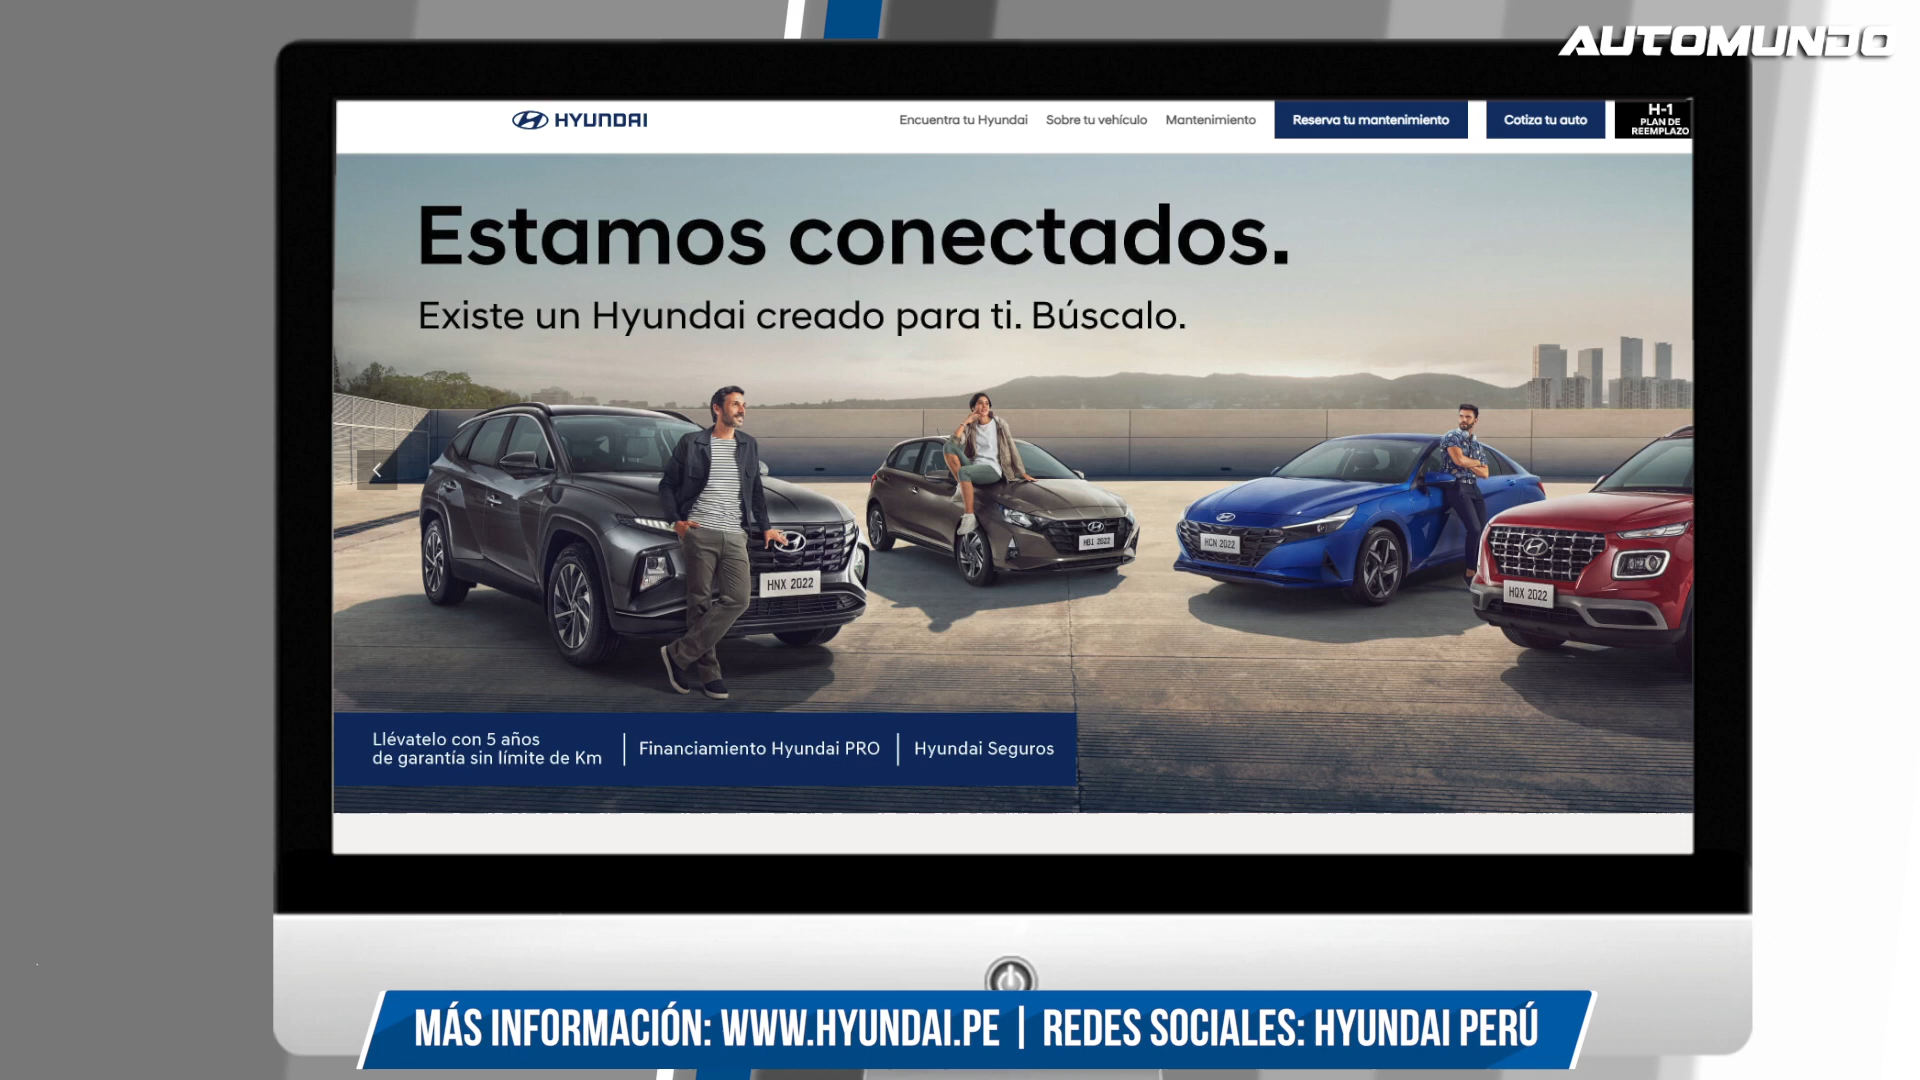 AUTOMUNDO
HYUNDAI
Encuentra tu Hyundai
Sobre tu vehículo
Mantenimiento
Reserva tu mantenimiento
Cotiza tu auto
H-1
PLAN DE
REEMPLAZO
Estamos conectados.
Existe un Hyundai creado para ti. Búscalo.
HNX 2022
HBI 2022
HCN 2022
HQX 2022
Llévatelo con 5 años
de garantía sin límite de Km
Financiamiento Hyundai PRO
Hyundai Seguros
MÁS INFORMACIÓN: WWW.HYUNDAI.PE | REDES SOCIALES: HYUNDAI PERÚ